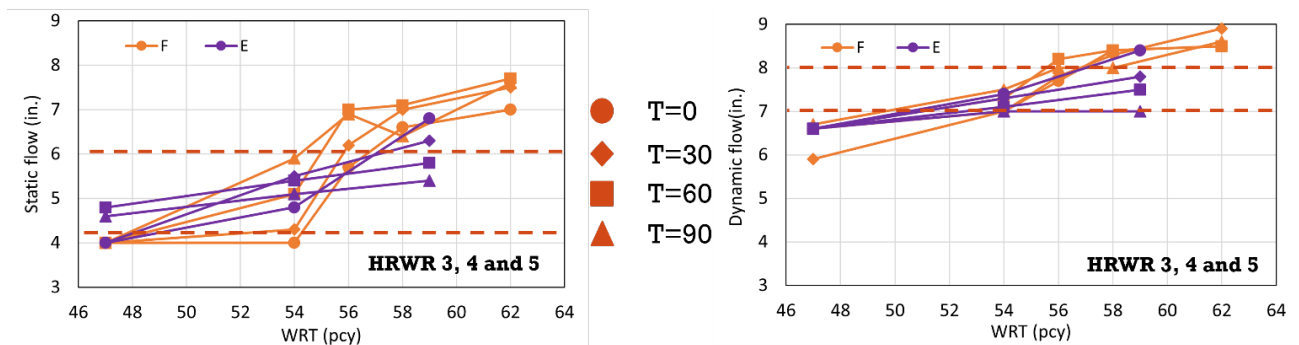 9
8
7
6
5
4
3
Static flow (in.)
F
E
HRWR 3, 4 and 5
46 48 50 52 54 56 58 60 62 64
WRT (pcy)
T=0
T=30
T=60
T=90
9
8
7
6
5
4
3
Dynamic flow(in.)
F
E
HRWR 3, 4 and 5
46 48 50 52 54 56 58 60 62 64
WRT (pcy)